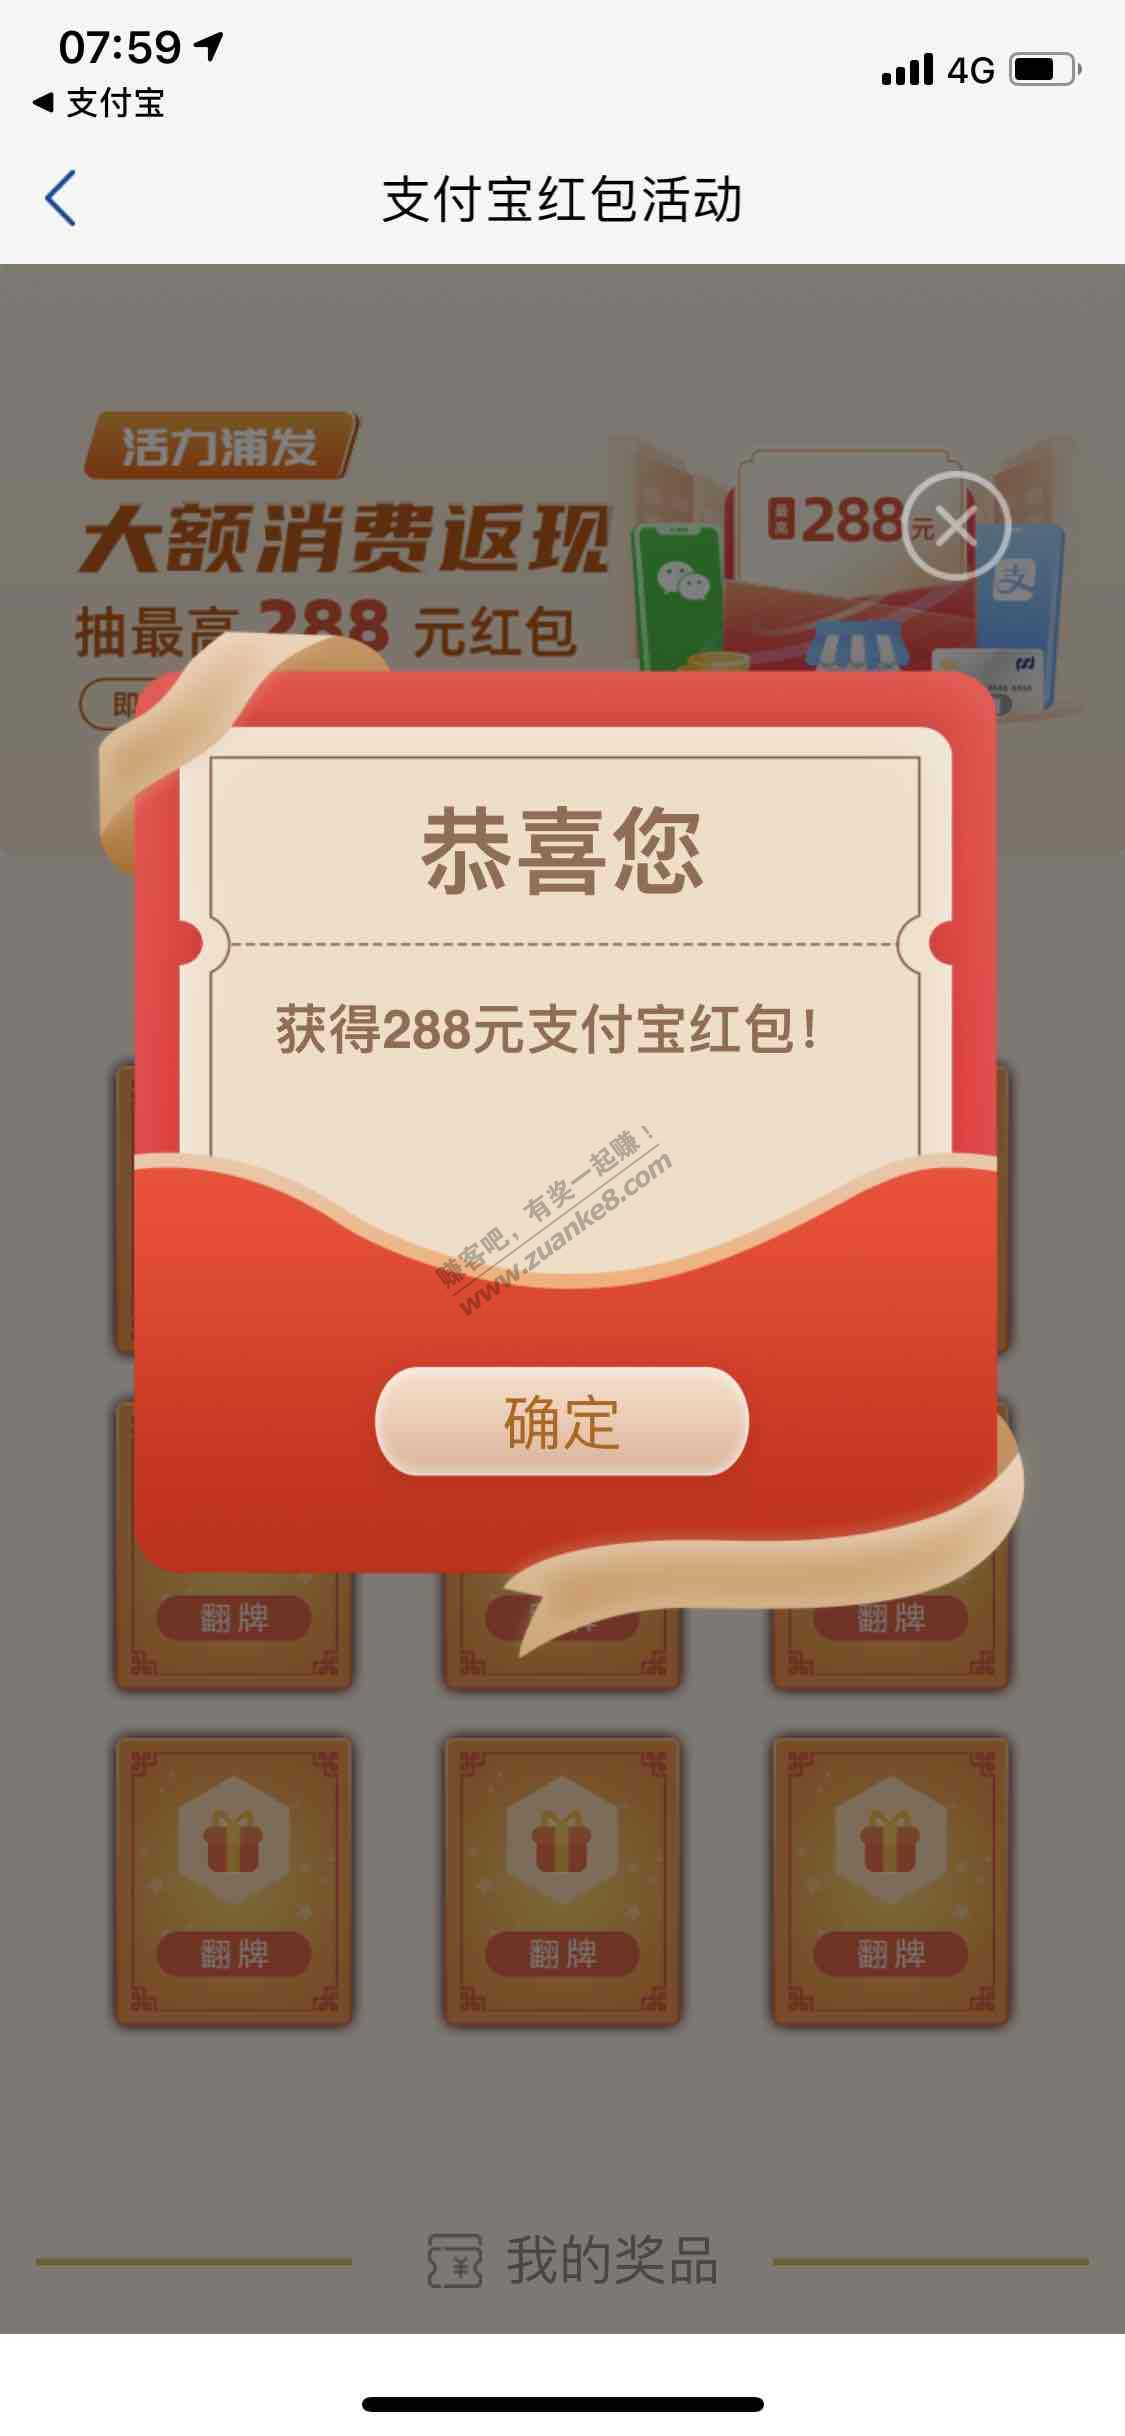 07:59
4G
支付宝
支付宝红包活动
活力浦发
大额消费返现
抽最高 288 元红包
最高288元
支
即
恭喜您
获得288元支付宝红包!
赚客吧，有奖一起赚！
www.zuanke8.com
确定
翻牌 翻牌 翻牌
翻牌 翻牌 翻牌
¥ 我的奖品